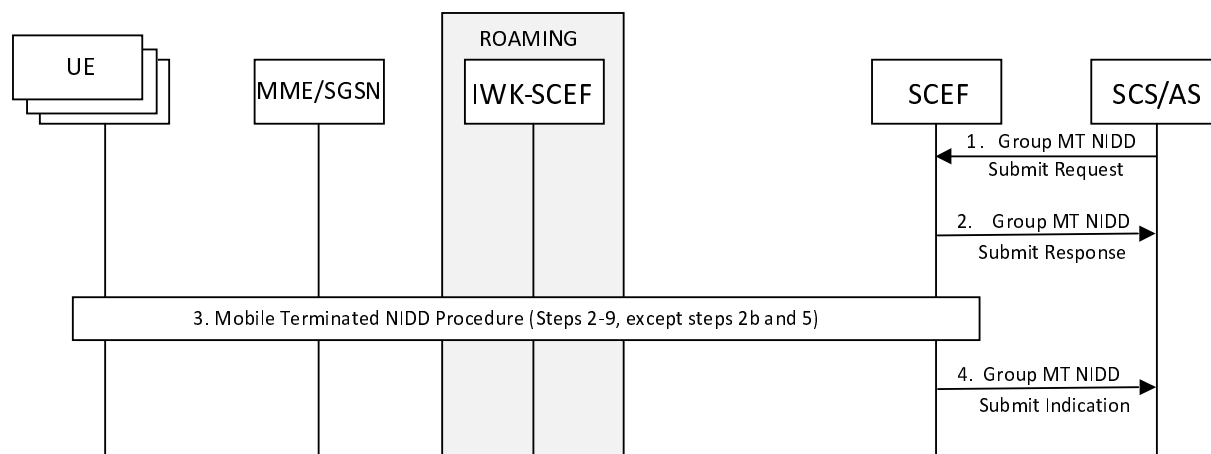 ROAMING
UE
MME/SGSN
IWK-SCEF
SCEF
SCS/AS
1. Group MT NIDD
Submit Request
2. Group MT NIDD
Submit Response
3. Mobile Terminated NIDD Procedure (Steps 2-9, except steps 2b and 5)
4. Group MT NIDD
Submit Indication